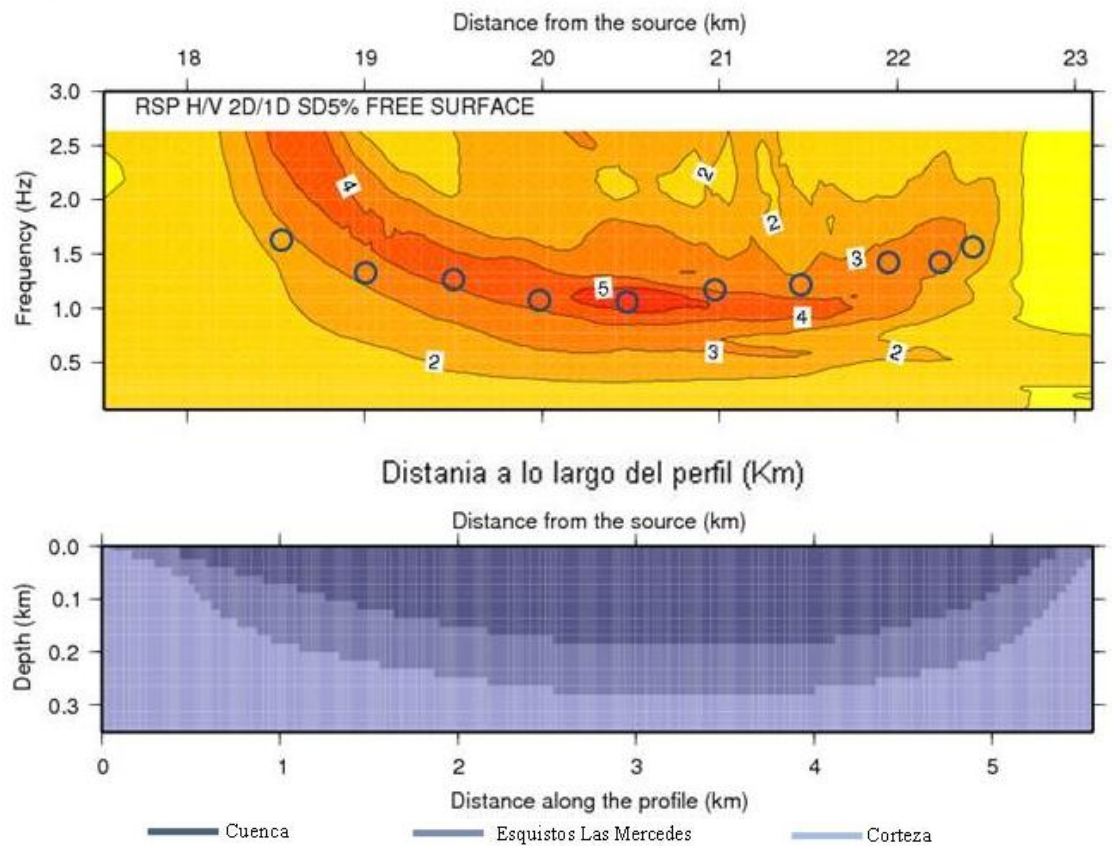 Distance from the source (km)
18 19 20 21 22 23
3.0
RSP H/V 2D/1D SD5% FREE SURFACE
2.5
2.0
1.5
1.0
0.5
Frequency (Hz)
4
2
2
3
5
4
3
2
2
Distania a lo largo del perfil (Km)
Distance from the source (km)
0.0
0.1
0.2
0.3
Depth (km)
0 1 2 3 4 5
Distance along the profile (km)
Cuenca Esquistos Las Mercedes Corteza